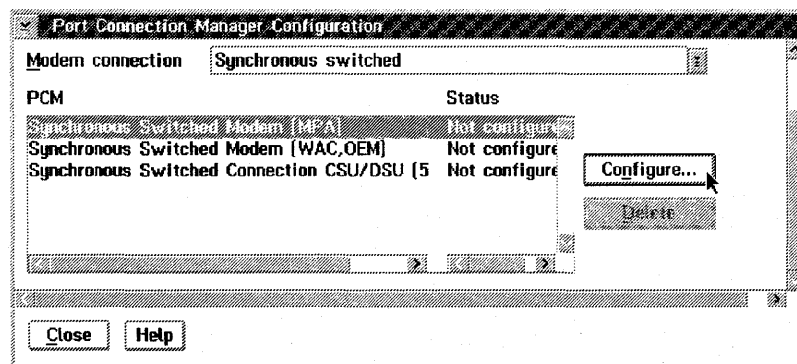 Port Connection Manager Configuration
Modem connection Synchronous switched
PCM Status
Synchronous Switched Modem (MPA) Not configure
Synchronous Switched Modem (WAC,OEM) Not configure
Synchronous Switched Connection CSU/DSU (5 Not configure
Configure...
Delete
Close Help